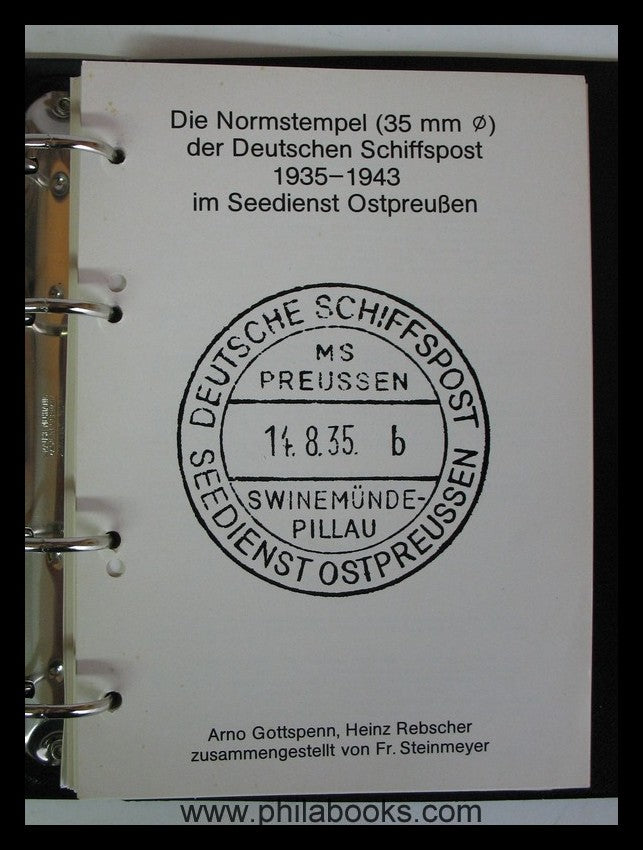 Die Normstempel (35 mm ∅)
der Deutschen Schiffspost
1935–1943
im Seedienst Ostpreußen
DEUTSCHE SCHIFFSPOST
MS
PREUSSEN
14.8.35. b
SWINEMÜNDE-
PILLAU
SEEDIENST OSTPREUSSEN
Arno Gottspenn, Heinz Rebscher
zusammengestellt von Fr. Steinmeyer
www.philabooks.com